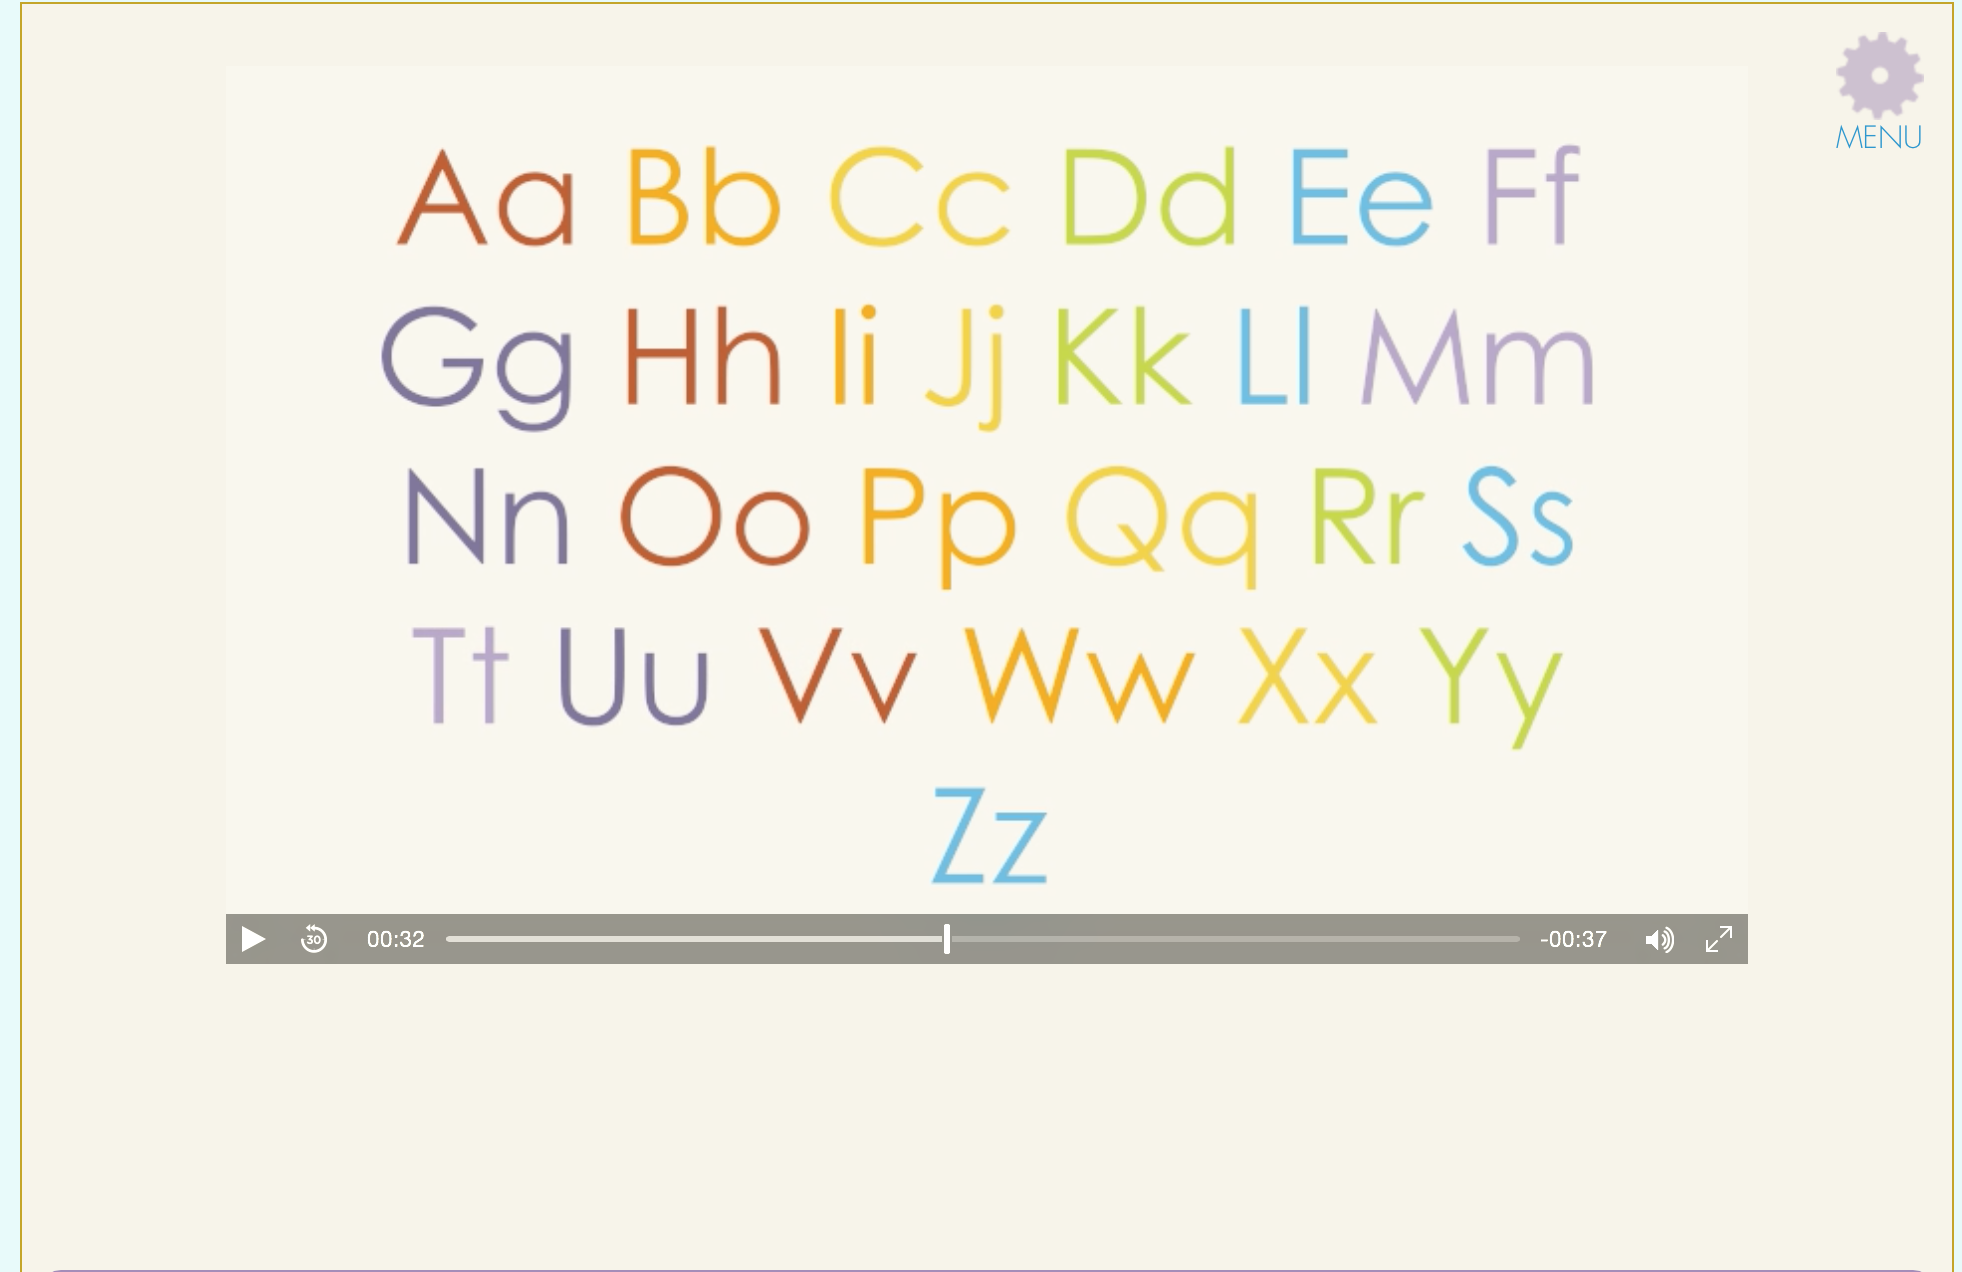 MENU
Aa Bb Cc Dd Ee Ff
Gg Hh Ii Jj Kk Ll Mm
Nn Oo Pp Qq Rr Ss
Tt Uu Vv Ww Xx Yy
Zz
30 00:32 -00:37